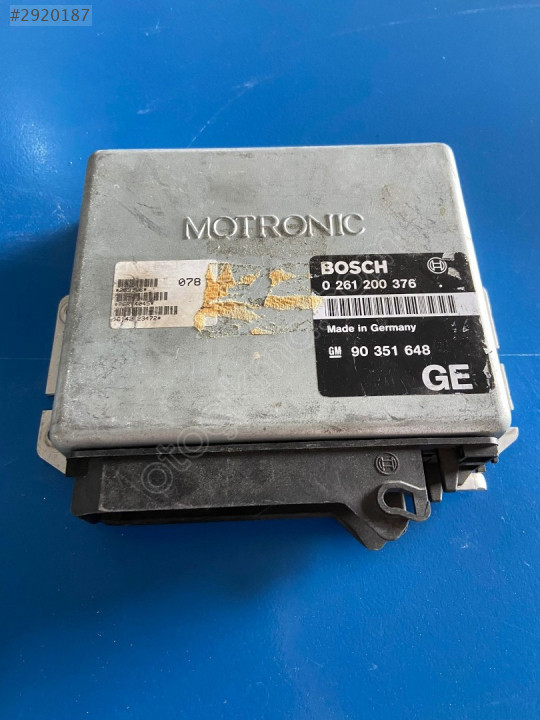 #2920187
MOTRONIC
078
BOSCH
0 261 200 376
Made in Germany
GM 90 351 648
GE